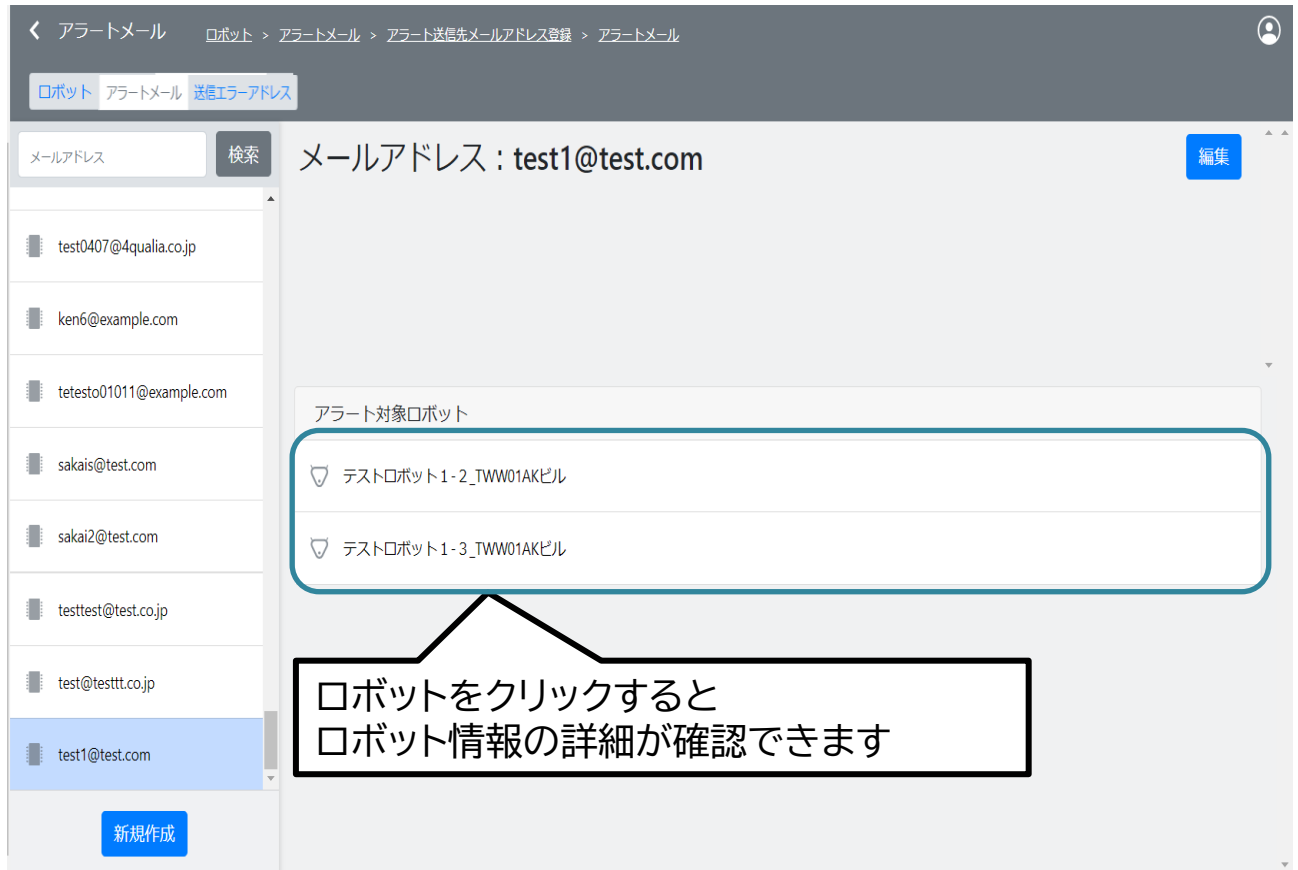 アラートメール ロボット > アラートメール > アラート送信先メールアドレス登録 > アラートメール
ロボット アラートメール 送信エラーアドレス
メールアドレス 検索
メールアドレス : test1@test.com
編集
test0407@4qualia.co.jp
ken6@example.com
tetesto01011@example.com
sakais@test.com
sakai2@test.com
testtest@test.co.jp
test@testtt.co.jp
test1@test.com
新規作成
アラート対象ロボット
テストロボット1-2_TWW01AKビル
テストロボット1-3_TWW01AKビル
ロボットをクリックすると
ロボット情報の詳細が確認できます